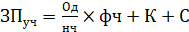 ЗПуч = Од/нч × фч + К + С